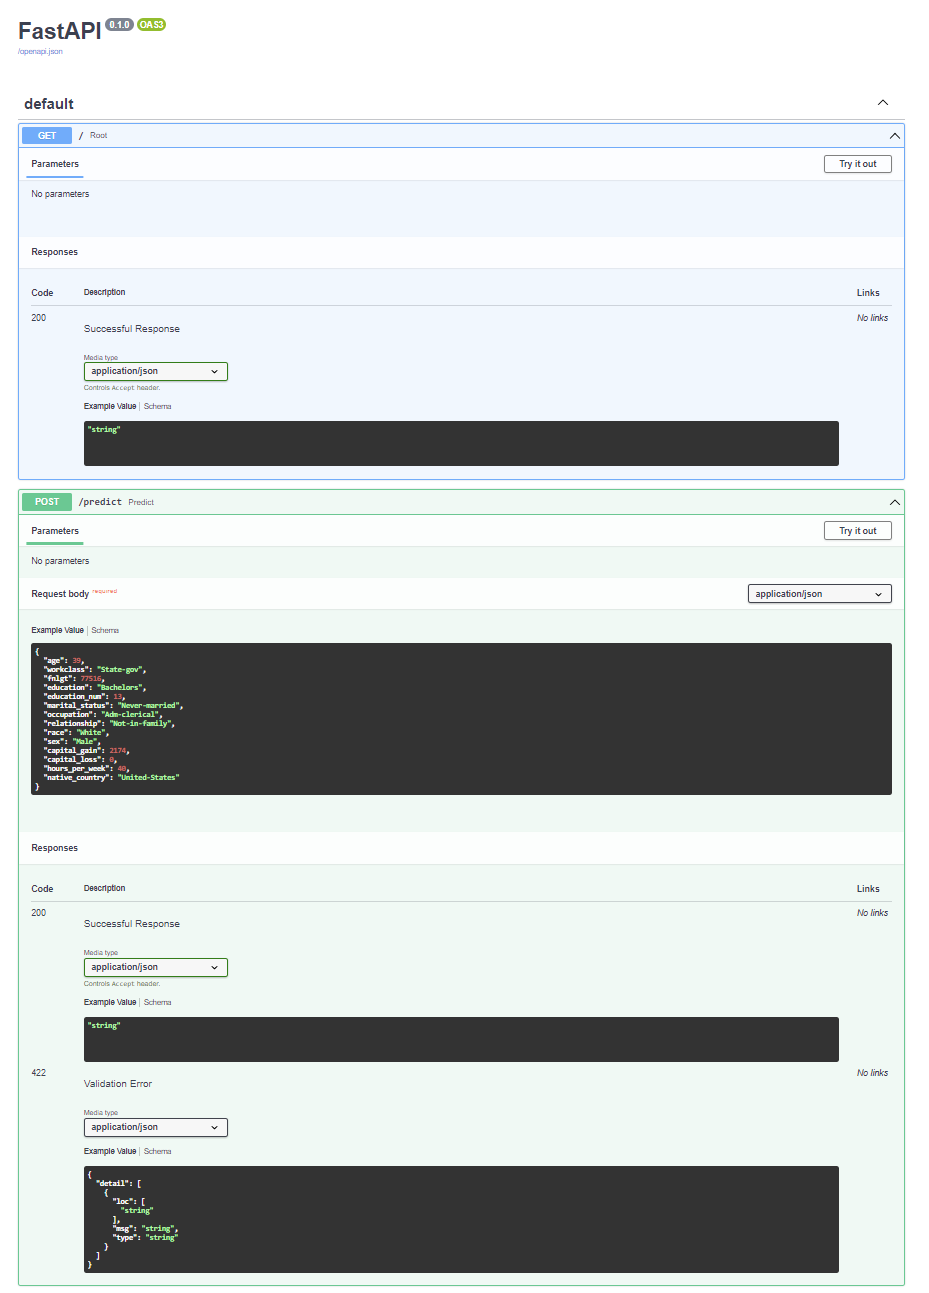 FastAPI 0.1.0 OAS3
/openapi.json
default
GET / Root
Parameters Try it out
No parameters
Responses
Code Description Links
200 No links
Successful Response
Media type
application/json
Controls Accept header.
Example Value | Schema
"string"
POST /predict Predict
Parameters Try it out
No parameters
Request body required application/json
Example Value | Schema
{
"age": 39,
"workclass": "State-gov",
"fnlgt": 77516,
"education": "Bachelors",
"education_num": 13,
"marital_status": "Never-married",
"occupation": "Adm-clerical",
"relationship": "Not-in-family",
"race": "White",
"sex": "Male",
"capital_gain": 2174,
"capital_loss": 0,
"hours_per_week": 40,
"native_country": "United-States"
}
Responses
Code Description Links
200 No links
Successful Response
Media type
application/json
Controls Accept header.
Example Value | Schema
"string"
422 No links
Validation Error
Media type
application/json
Example Value | Schema
{
"detail": [
{
"loc": [
"string"
],
"msg": "string",
"type": "string"
}
]
}